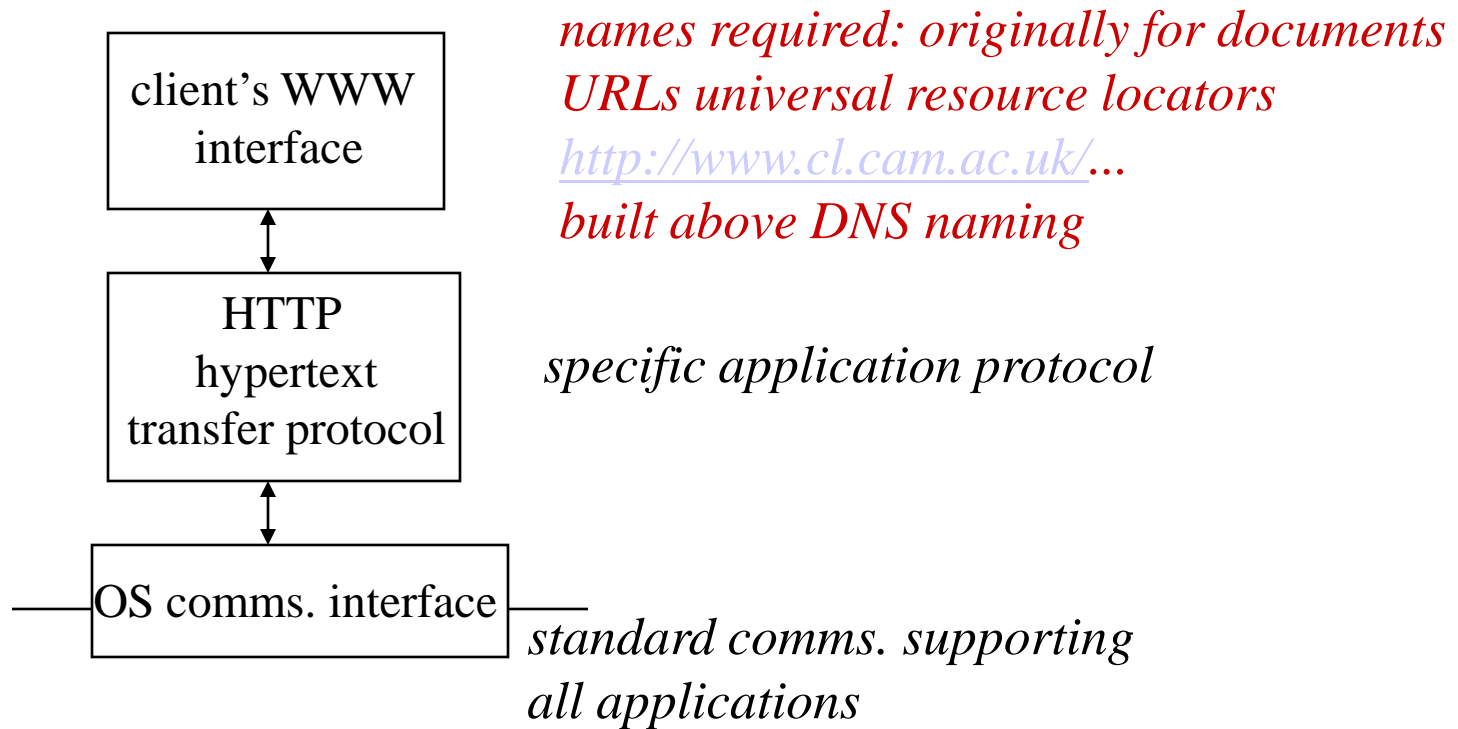 client's WWW
interface
names required: originally for documents
URLs universal resource locators
http://www.cl.cam.ac.uk/...
built above DNS naming
HTTP
hypertext
transfer protocol
specific application protocol
OS comms. interface
standard comms. supporting
all applications